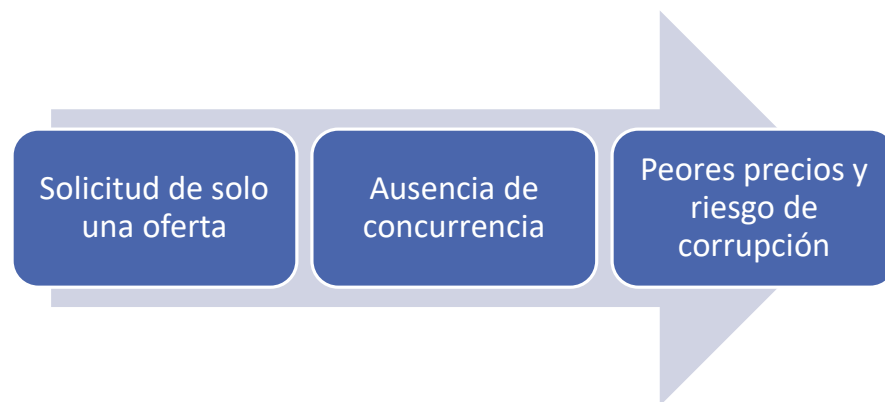 Solicitud de solo
una oferta
Ausencia de
concurrencia
Peores precios y
riesgo de
corrupción